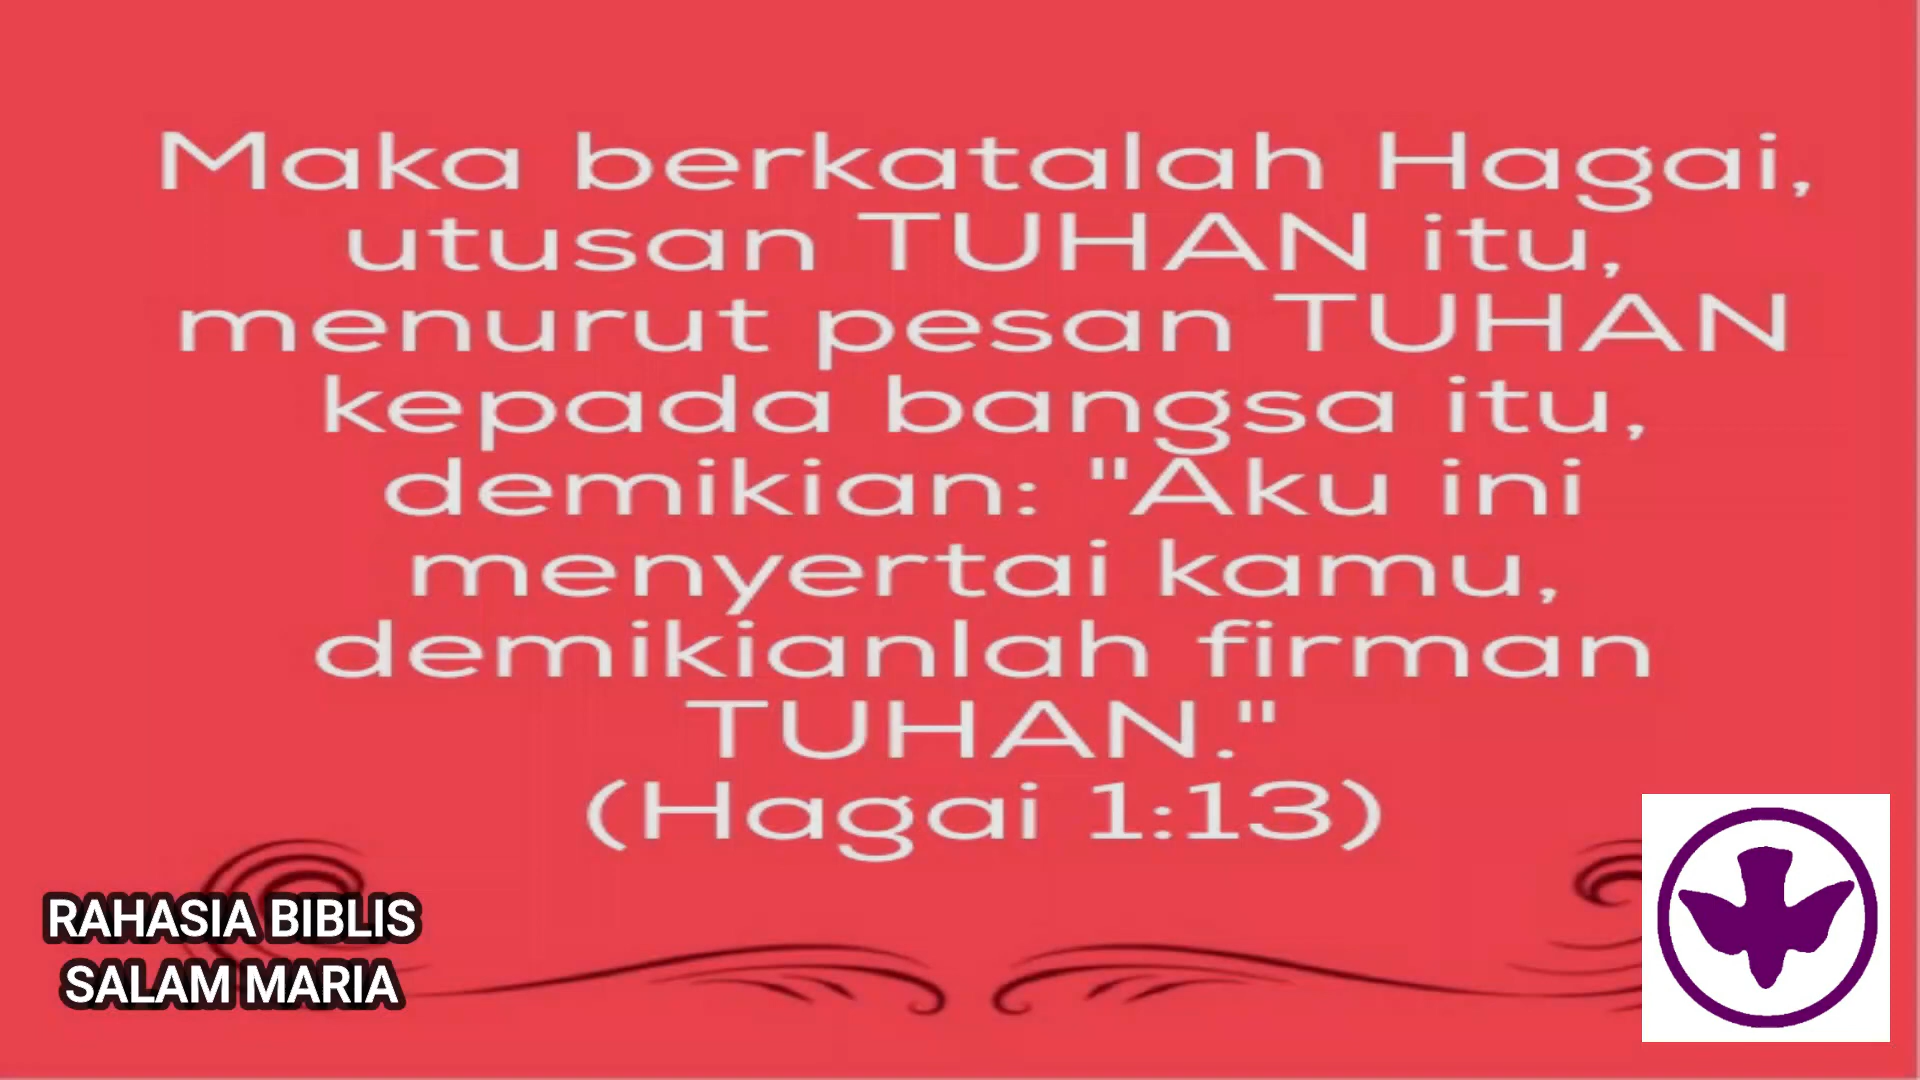 Maka berkatalah Hagai,
utusan TUHAN itu,
menurut pesan TUHAN
kepada bangsa itu,
demikian: "Aku ini
menyertai kamu,
demikianlah firman
TUHAN."
(Hagai 1:13)
RAHASIA BIBLIS
SALAM MARIA